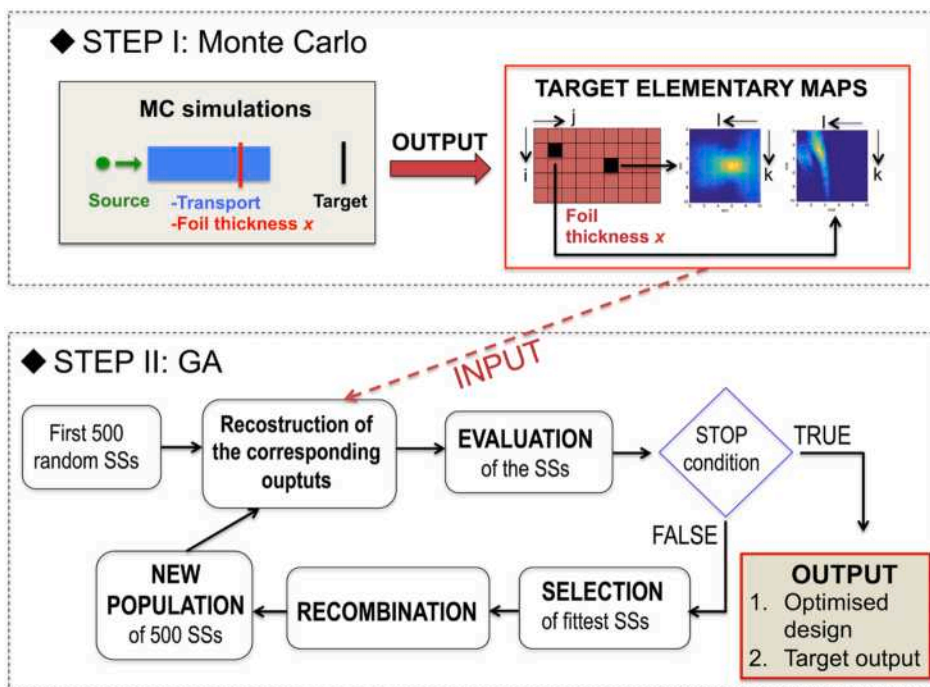 ◆ STEP I: Monte Carlo
MC simulations
Source
-Transport
-Foil thickness x
Target
OUTPUT
TARGET ELEMENTARY MAPS
j
i
Foil
thickness x
l
k
l
k
INPUT
◆ STEP II: GA
First 500
random SSs
Recostruction of
the corresponding
ouptuts
EVALUATION
of the SSs
STOP
condition
TRUE
FALSE
NEW
POPULATION
of 500 SSs
RECOMBINATION
SELECTION
of fittest SSs
OUTPUT
1. Optimised
design
2. Target output